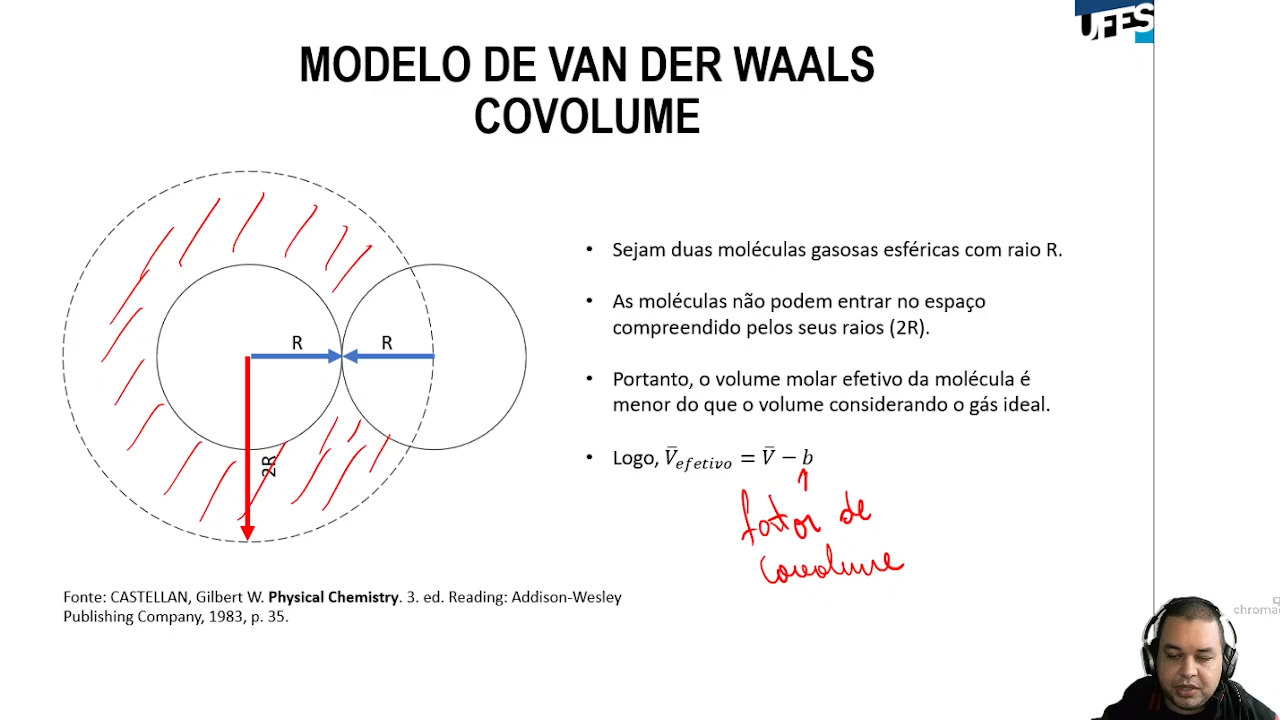 UFES
MODELO DE VAN DER WAALS
COVOLUME
R
R
2R
• Sejam duas moléculas gasosas esféricas com raio R.
• As moléculas não podem entrar no espaço
compreendido pelos seus raios (2R).
• Portanto, o volume molar efetivo da molécula é
menor do que o volume considerando o gás ideal.
• Logo, V̄efetivo = V̄ − b
fator de
covolume
Fonte: CASTELLAN, Gilbert W. Physical Chemistry. 3. ed. Reading: Addison-Wesley
Publishing Company, 1983, p. 35.